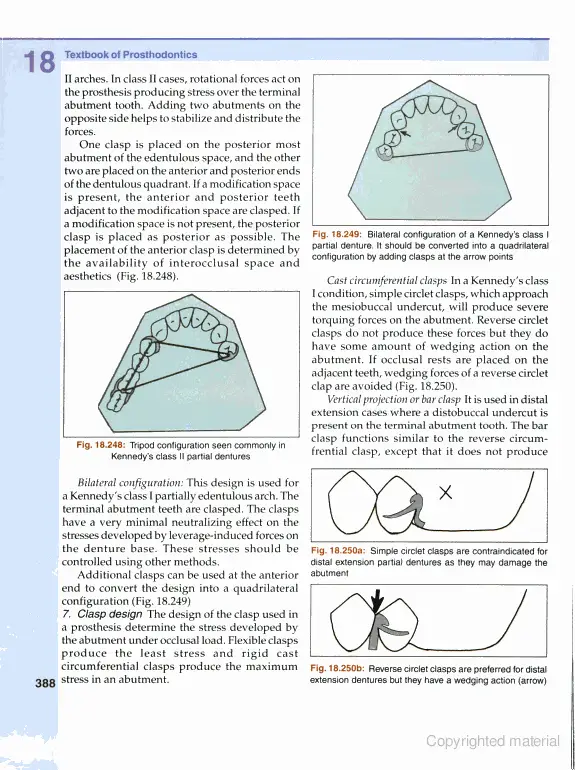 18
Textbook of Prosthodontics
II arches. In class II cases, rotational forces act on
the prosthesis producing stress over the terminal
abutment tooth. Adding two abutments on the
opposite side helps to stabilize and distribute the
forces.
One clasp is placed on the posterior most
abutment of the edentulous space, and the other
two are placed on the anterior and posterior ends
of the dentulous quadrant. If a modification space
is present, the anterior and posterior teeth
adjacent to the modification space are clasped. If
a modification space is not present, the posterior
clasp is placed as posterior as possible. The
placement of the anterior clasp is determined by
the availability of interocclusal space and
aesthetics (Fig. 18.248).
Fig. 18.248: Tripod configuration seen commonly in
Kennedy's class II partial dentures
Bilateral configuration: This design is used for
a Kennedy's class I partially edentulous arch. The
terminal abutment teeth are clasped. The clasps
have a very minimal neutralizing effect on the
stresses developed by leverage-induced forces on
the denture base. These stresses should be
controlled using other methods.
Additional clasps can be used at the anterior
end to convert the design into a quadrilateral
configuration (Fig. 18.249)
7. Clasp design The design of the clasp used in
a prosthesis determine the stress developed by
the abutment under occlusal load. Flexible clasps
produce the least stress and rigid cast
circumferential clasps produce the maximum
stress in an abutment.
388
Fig. 18.249: Bilateral configuration of a Kennedy's class I
partial denture. It should be converted into a quadrilateral
configuration by adding clasps at the arrow points
Cast circumferential clasps In a Kennedy's class
I condition, simple circlet clasps, which approach
the mesiobuccal undercut, will produce severe
torquing forces on the abutment. Reverse circlet
clasps do not produce these forces but they do
have some amount of wedging action on the
abutment. If occlusal rests are placed on the
adjacent teeth, wedging forces of a reverse circlet
clap are avoided (Fig. 18.250).
Vertical projection or bar clasp It is used in distal
extension cases where a distobuccal undercut is
present on the terminal abutment tooth. The bar
clasp functions similar to the reverse circum-
frential clasp, except that it does not produce
X
Fig. 18.250a: Simple circlet clasps are contraindicated for
distal extension partial dentures as they may damage the
abutment
Fig. 18.250b: Reverse circlet clasps are preferred for distal
extension dentures but they have a wedging action (arrow)
Copyrighted material